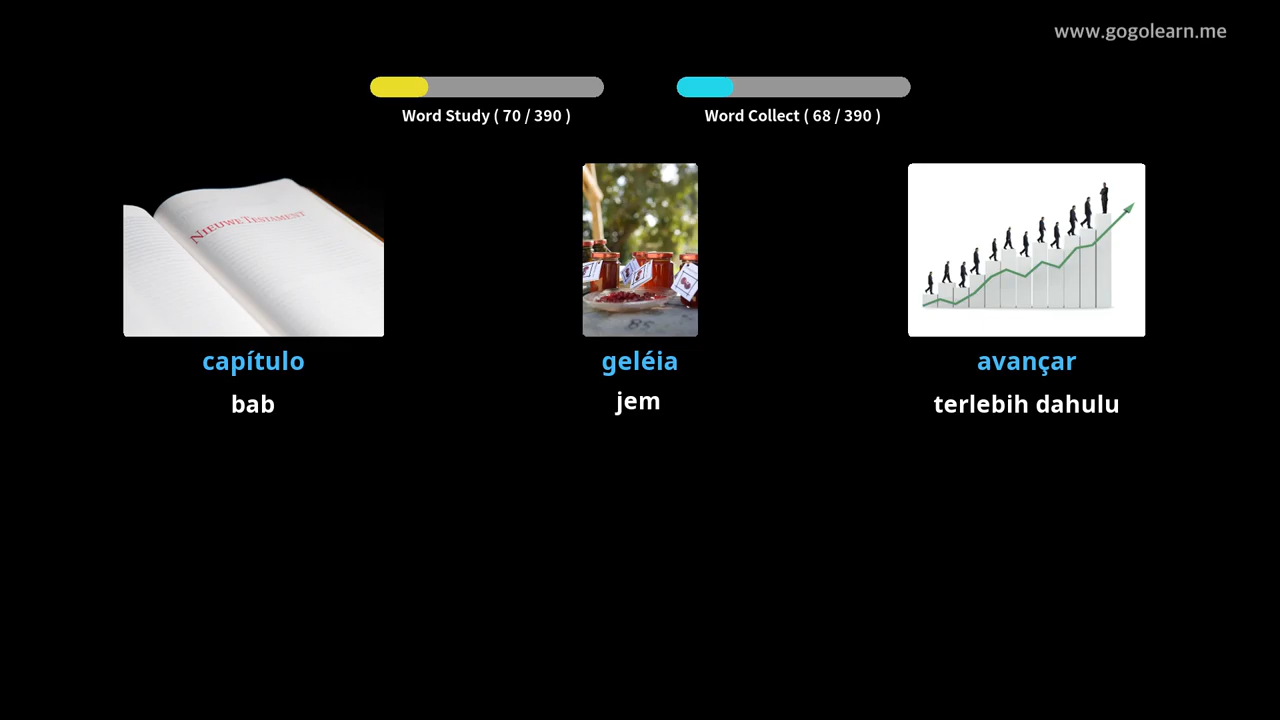 www.gogolearn.me
Word Study ( 70 / 390 )
Word Collect ( 68 / 390 )
NIEUWE TESTAMENT
capítulo
geléia
avançar
bab
jem
terlebih dahulu